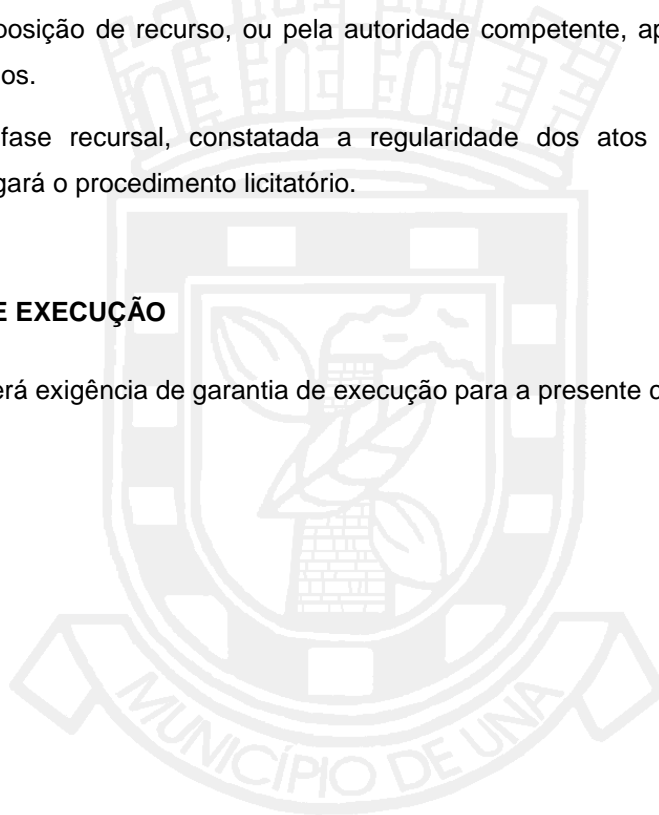 posição de recurso, ou pela autoridade competente, ap
os.
fase recursal, constatada a regularidade dos atos
gará o procedimento licitatório.
E EXECUÇÃO
erá exigência de garantia de execução para a presente c
MUNICÍPIO DE UNA